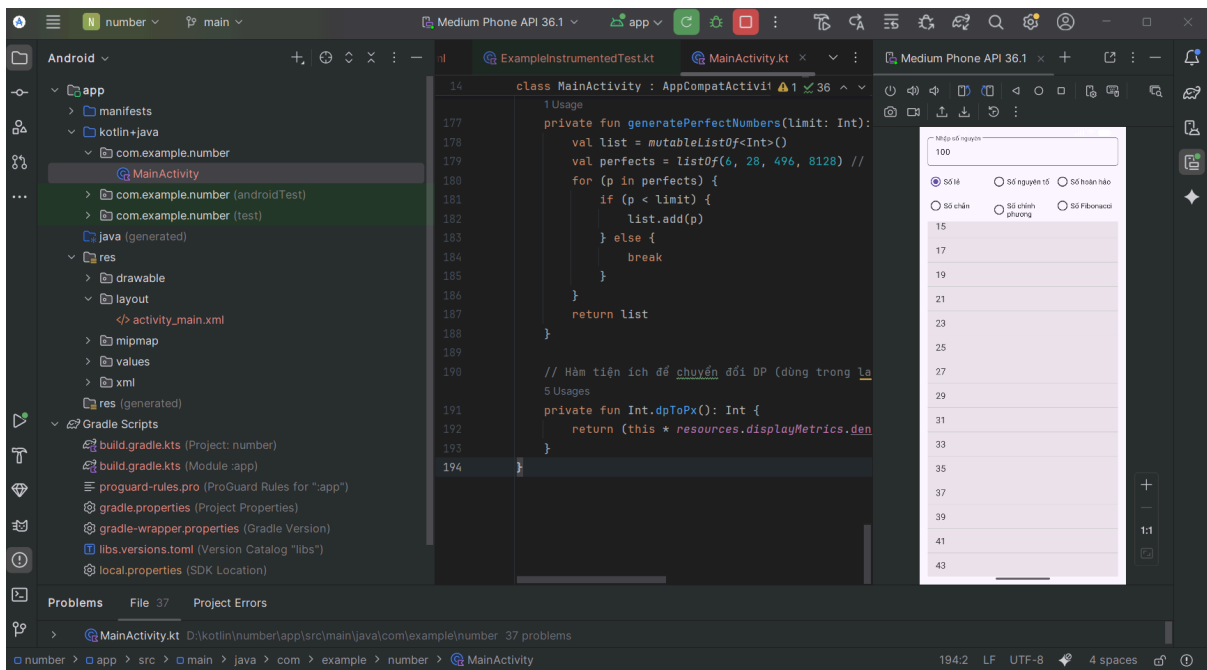 N number main Medium Phone API 36.1 app
Android
app
manifests
kotlin+java
com.example.number
MainActivity
com.example.number (androidTest)
com.example.number (test)
java (generated)
res
drawable
layout
</> activity_main.xml
mipmap
values
xml
res (generated)
Gradle Scripts
build.gradle.kts (Project: number)
build.gradle.kts (Module :app)
proguard-rules.pro (ProGuard Rules for ":app")
gradle.properties (Project Properties)
gradle-wrapper.properties (Gradle Version)
libs.versions.toml (Version Catalog "libs")
local.properties (SDK Location)
ml ExampleInstrumentedTest.kt MainActivity.kt
14 class MainActivity : AppCompatActivit 1 36
1 Usage
177 private fun generatePerfectNumbers(limit: Int):
178 val list = mutableListOf<Int>()
179 val perfects = listOf(6, 28, 496, 8128) //
180 for (p in perfects) {
181 if (p < limit) {
182 list.add(p)
183 } else {
184 break
185 }
186 }
187 return list
188 }
189
190 // Hàm tiện ích để chuyển đổi DP (dùng trong la
5 Usages
191 private fun Int.dpToPx(): Int {
192 return (this * resources.displayMetrics.den
193 }
194 }
Medium Phone API 36.1
Nhập số nguyên
100
Số lẻ Số nguyên tố Số hoàn hảo
Số chẵn Số chính phương Số Fibonacci
15
17
19
21
23
25
27
29
31
33
35
37
39
41
43
1:1
Problems File 37 Project Errors
MainActivity.kt D:\kotlin\number\app\src\main\java\com\example\number 37 problems
number > app > src > main > java > com > example > number > MainActivity
194:2 LF UTF-8 4 spaces